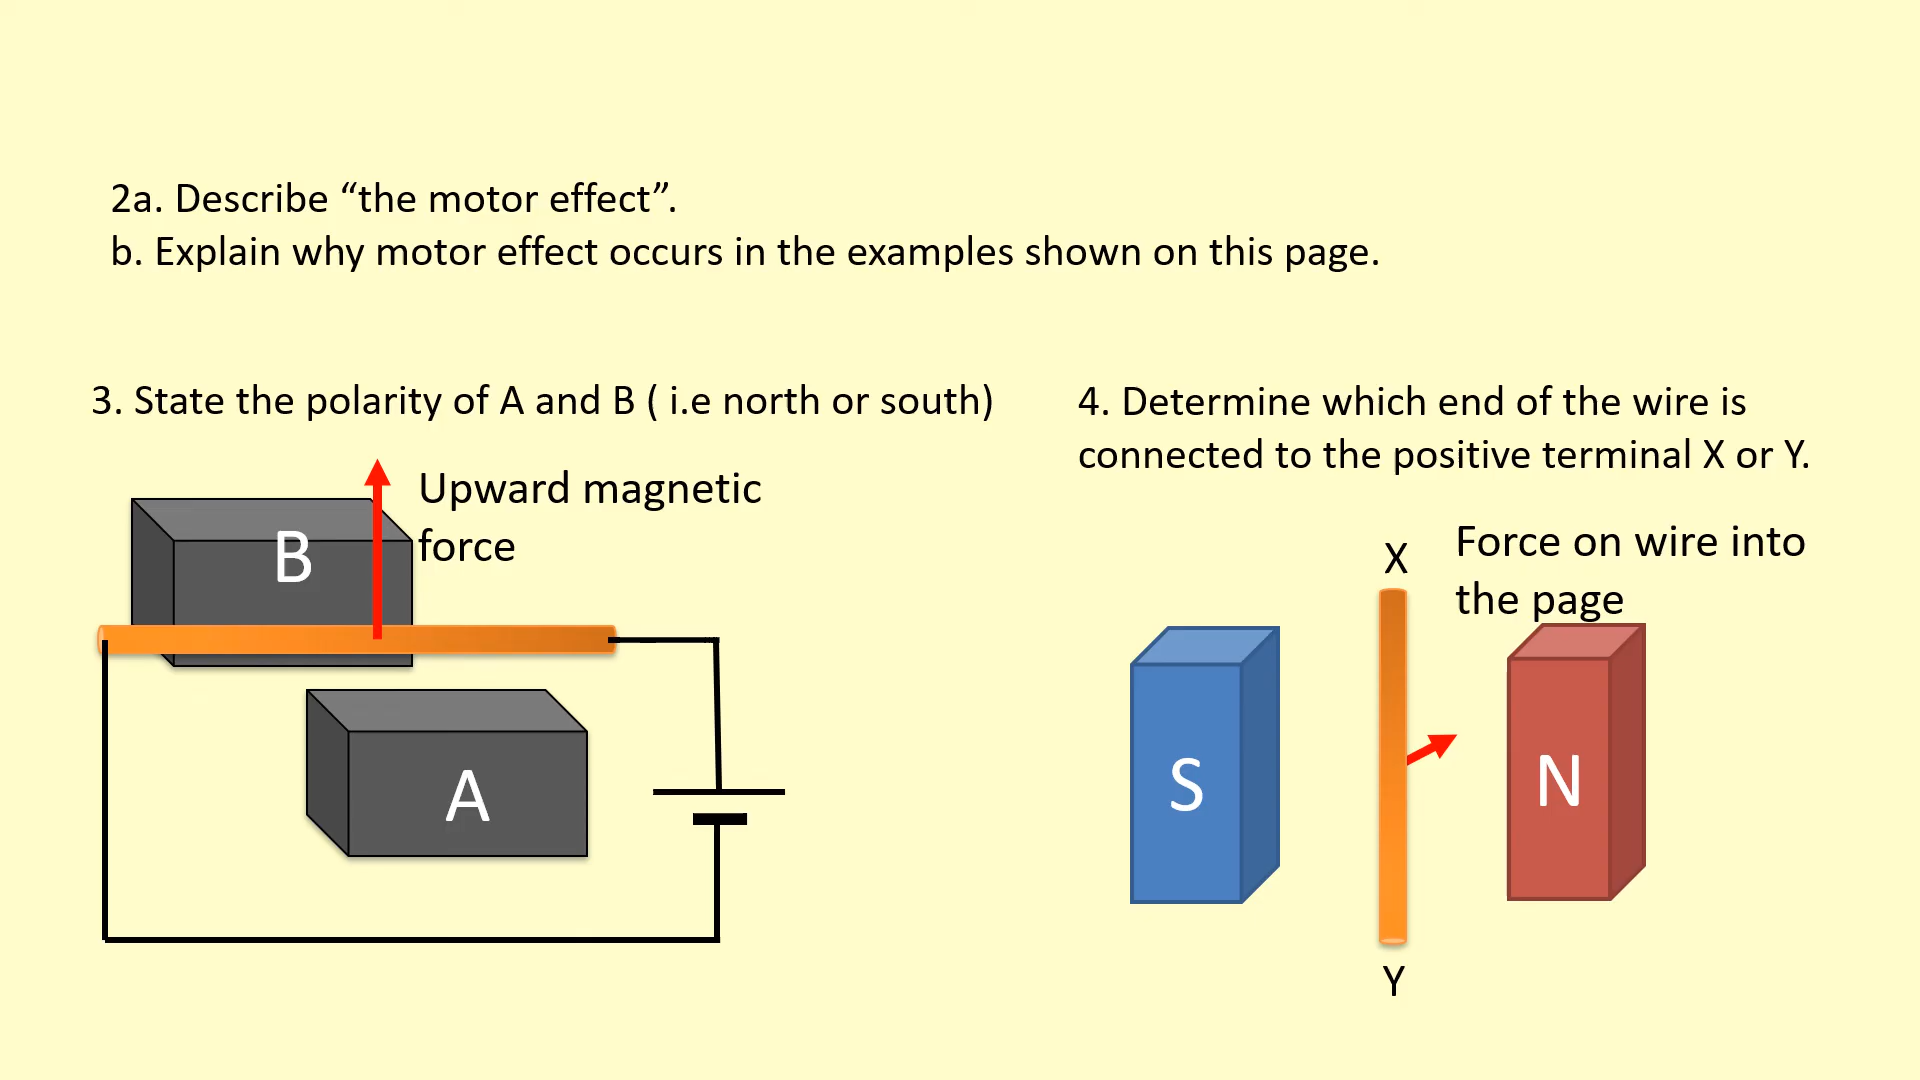 2a. Describe “the motor effect”.
b. Explain why motor effect occurs in the examples shown on this page.
3. State the polarity of A and B ( i.e north or south)
Upward magnetic
force
B
A
4. Determine which end of the wire is
connected to the positive terminal X or Y.
X
Force on wire into
the page
S
N
Y